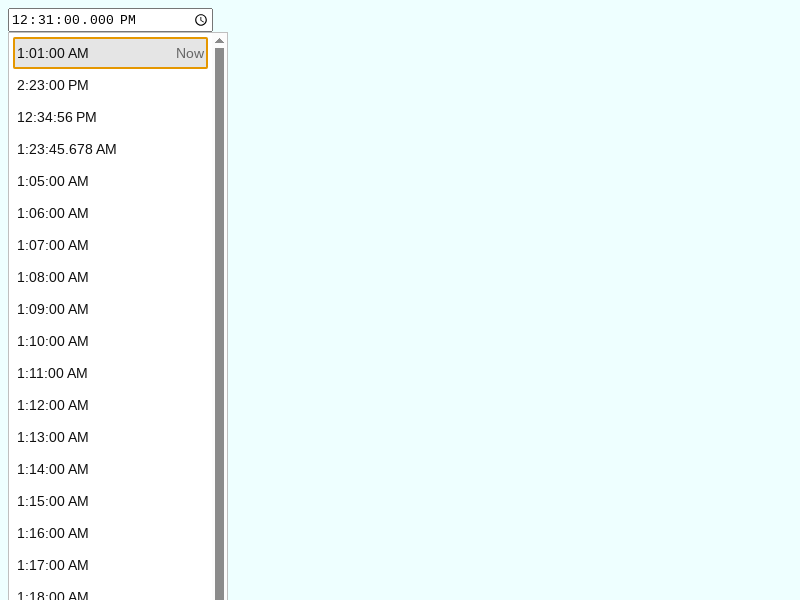 12:31:00.000 PM
1:01:00 AM Now
2:23:00 PM
12:34:56 PM
1:23:45.678 AM
1:05:00 AM
1:06:00 AM
1:07:00 AM
1:08:00 AM
1:09:00 AM
1:10:00 AM
1:11:00 AM
1:12:00 AM
1:13:00 AM
1:14:00 AM
1:15:00 AM
1:16:00 AM
1:17:00 AM
1:18:00 AM